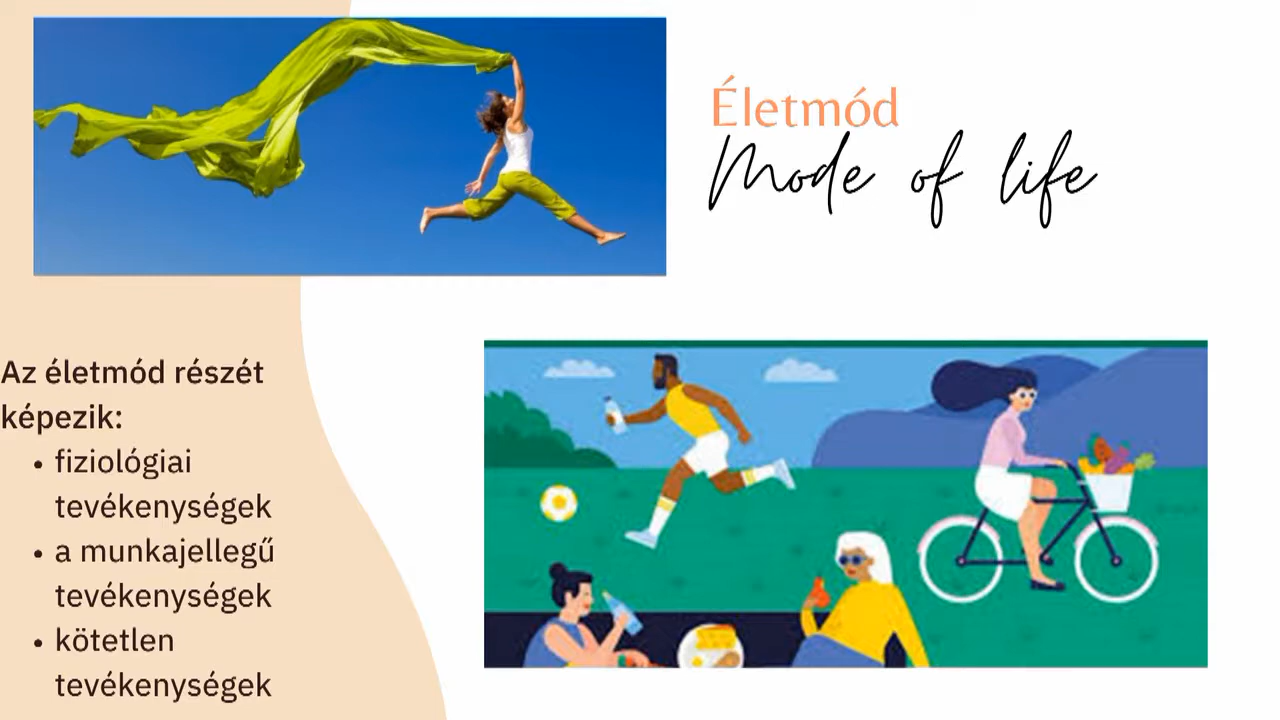 Életmód
Mode of life
Az életmód részét
képezik:
• fiziológiai
tevékenységek
• a munkajellegű
tevékenységek
• kötetlen
tevékenységek